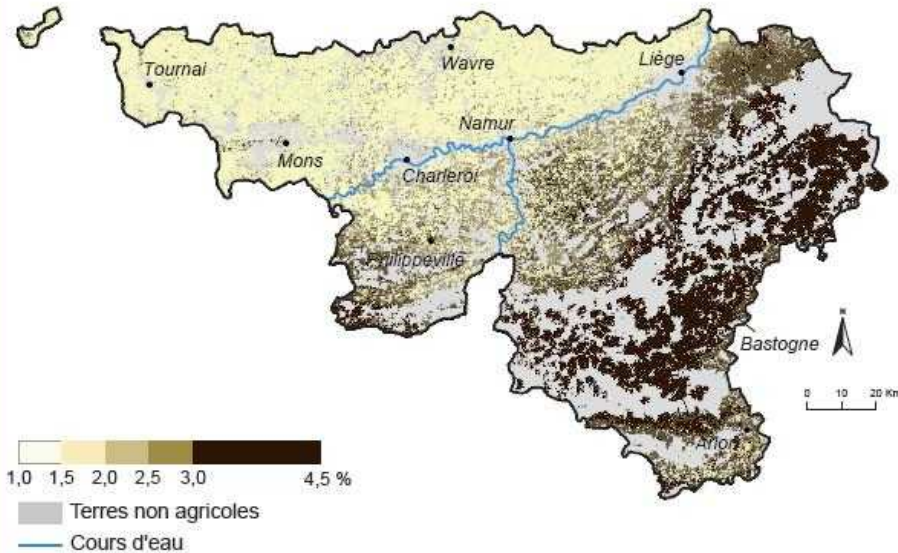 Tournai
Wavre
Liège
Namur
Mons
Charleroi
Philippeville
Bastogne
N
0 10 20 Km
Arlon
1,0 1,5 2,0 2,5 3,0 4,5 %
Terres non agricoles
Cours d'eau